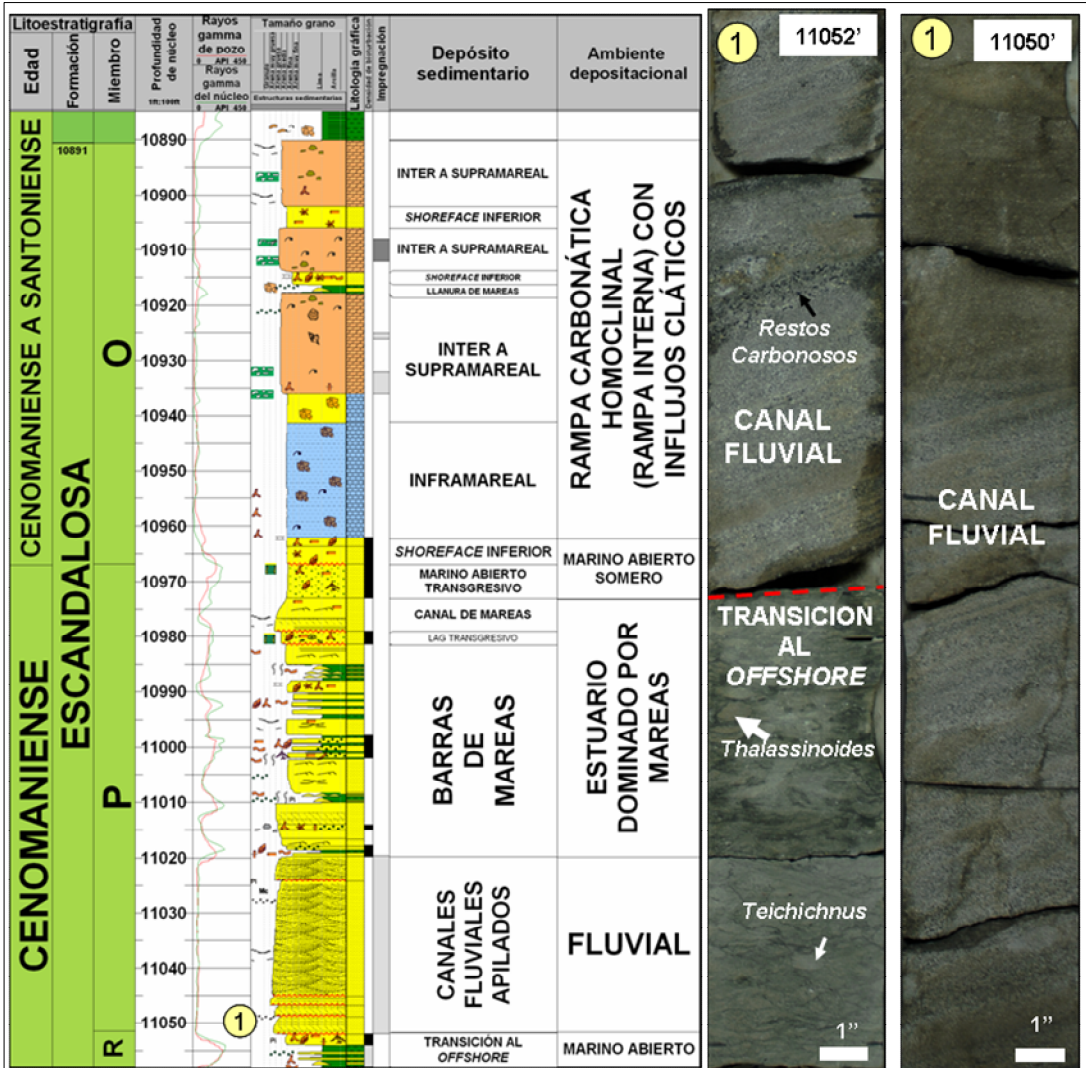 Litoestratigrafía
Edad
Formación
Miembro
Profundidad
de núcleo
1ft:100ft
Rayos
gamma
de pozo
0 API 450
Rayos
gamma
del núcleo
0 API 450
Tamaño grano
Lima
Arcilla
Estructuras sedimentarias
Litología gráfica
Densidad de bioturbación
Impregnación
Depósito
sedimentario
Ambiente
depositacional
CENOMANIENSE A SANTONIENSE
CENOMANIENSE
10891
ESCANDALOSA
O
P
R
10890
10900
10910
10920
10930
10940
10950
10960
10970
10980
10990
11000
11010
11020
11030
11040
11050
Pl
Pl
Mc
Pl
1
INTER A SUPRAMAREAL
SHOREFACE INFERIOR
INTER A SUPRAMAREAL
SHOREFACE INFERIOR
LLANURA DE MAREAS
INTER A
SUPRAMAREAL
INFRAMAREAL
SHOREFACE INFERIOR
MARINO ABIERTO
TRANSGRESIVO
CANAL DE MAREAS
LAG TRANSGRESIVO
BARRAS
DE
MAREAS
CANALES
FLUVIALES
APILADOS
TRANSICIÓN AL
OFFSHORE
RAMPA CARBONÁTICA
HOMOCLINAL
(RAMPA INTERNA) CON
INFLUJOS CLÁTICOS
MARINO ABIERTO
SOMERO
ESTUARIO
DOMINADO POR
MAREAS
FLUVIAL
MARINO ABIERTO
1
11052’
Restos
Carbonosos
CANAL
FLUVIAL
TRANSICION
AL
OFFSHORE
Thalassinoides
Teichichnus
1”
1
11050’
CANAL
FLUVIAL
1”